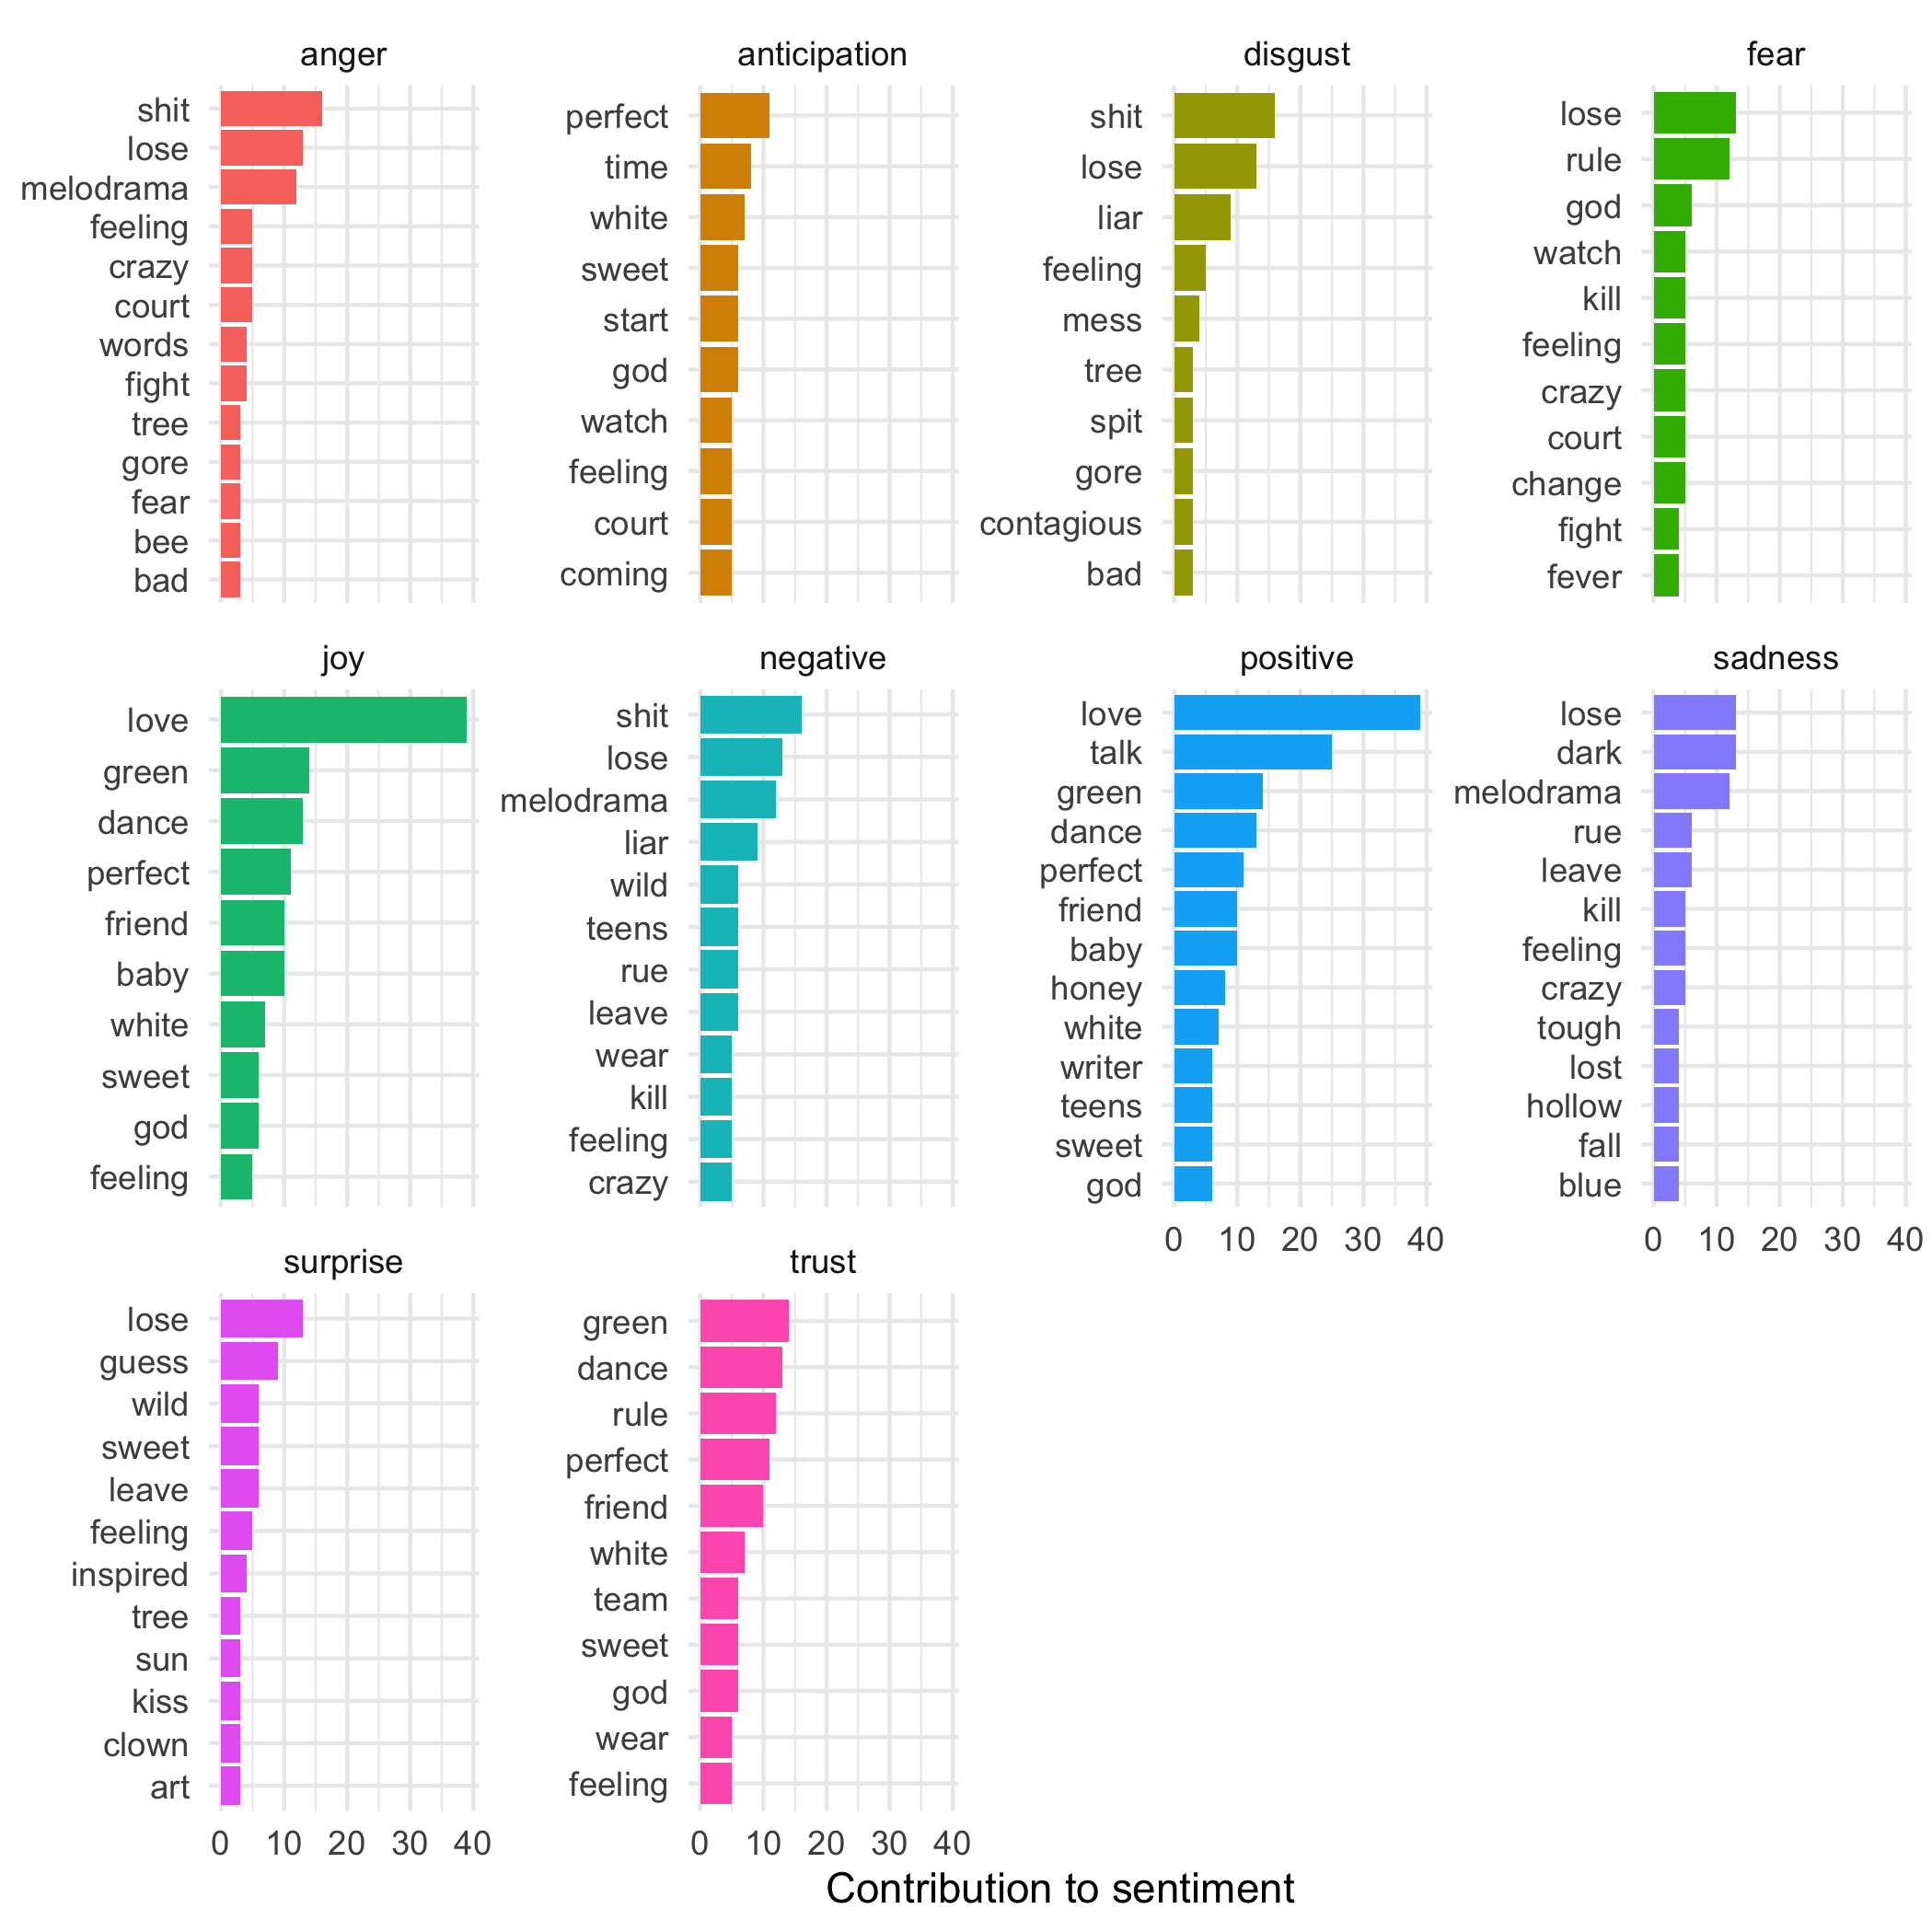 anger
shit
lose
melodrama
feeling
crazy
court
words
fight
tree
gore
fear
bee
bad
anticipation
perfect
time
white
sweet
start
god
watch
feeling
court
coming
disgust
shit
lose
liar
feeling
mess
tree
spit
gore
contagious
bad
fear
lose
rule
god
watch
kill
feeling
crazy
court
change
fight
fever
joy
love
green
dance
perfect
friend
baby
white
sweet
god
feeling
negative
shit
lose
melodrama
liar
wild
teens
rue
leave
wear
kill
feeling
crazy
positive
love
talk
green
dance
perfect
friend
baby
honey
white
writer
teens
sweet
god
0 10 20 30 40
sadness
lose
dark
melodrama
rue
leave
kill
feeling
crazy
tough
lost
hollow
fall
blue
0 10 20 30 40
surprise
lose
guess
wild
sweet
leave
feeling
inspired
tree
sun
kiss
clown
art
0 10 20 30 40
trust
green
dance
rule
perfect
friend
white
team
sweet
god
wear
feeling
0 10 20 30 40
Contribution to sentiment